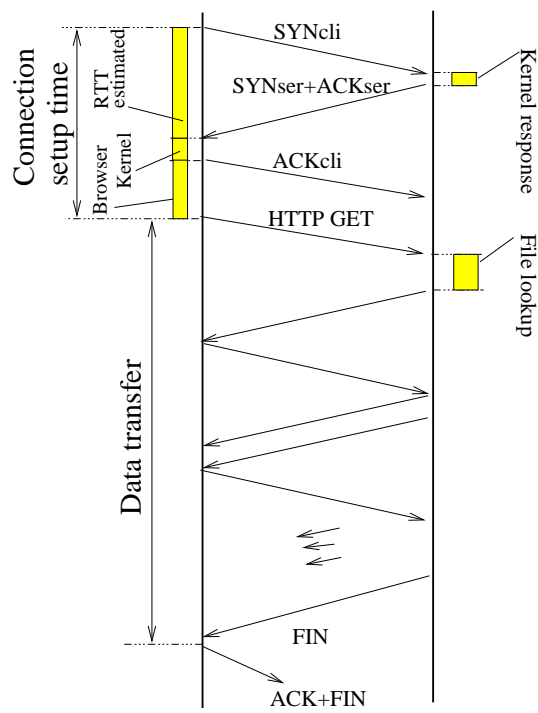 SYNcli
SYNser+ACKser
ACKcli
HTTP GET
FIN
ACK+FIN
Connection
setup time
RTT
estimated
Kernel
Browser
Data transfer
Kernel response
File lookup